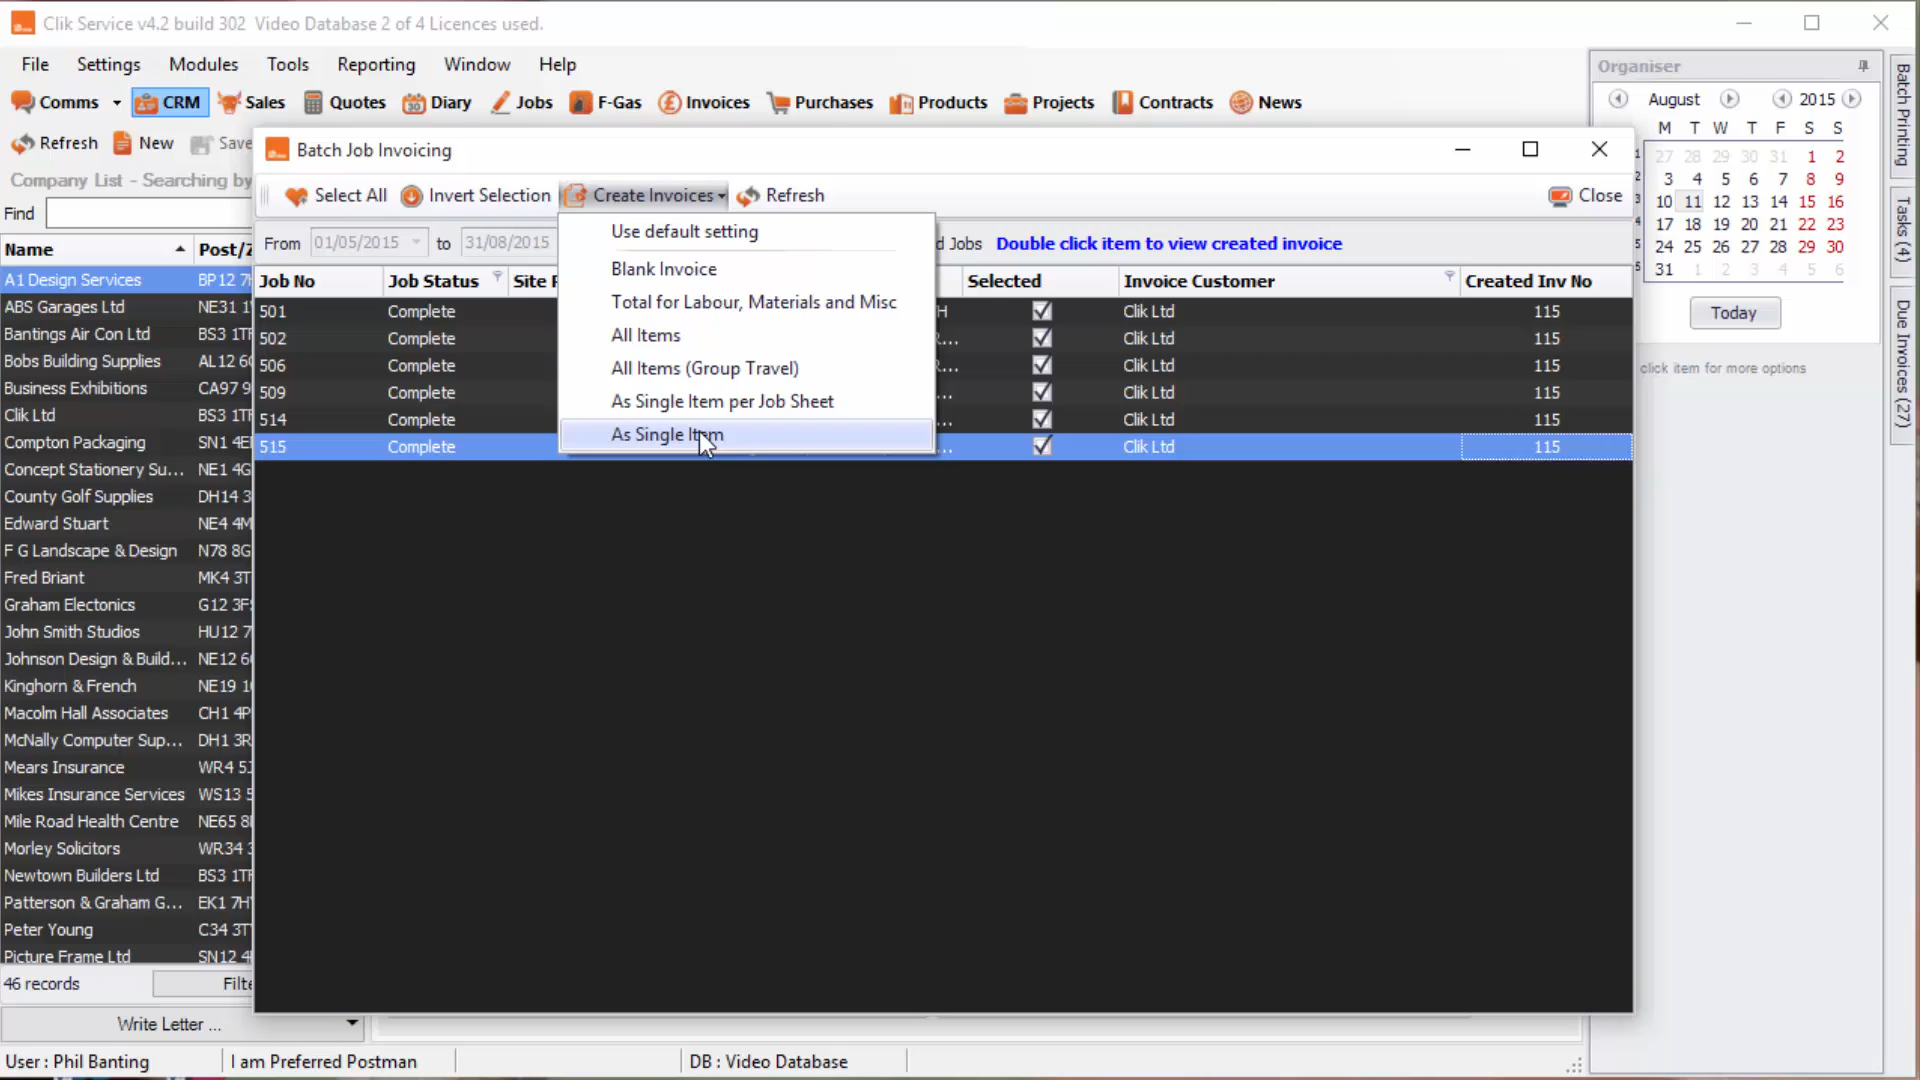 Clik Service v4.2 build 302 Video Database 2 of 4 Licences used.
File Settings Modules Tools Reporting Window Help
Comms CRM Sales Quotes Diary Jobs F-Gas Invoices Purchases Products Projects Contracts News
Refresh New Save
Company List - Searching by
Find
Name Post/Z
A1 Design Services BP12 7H
ABS Garages Ltd NE31 1
Bantings Air Con Ltd BS3 1TF
Bobs Building Supplies AL12 6
Business Exhibitions CA97 9
Clik Ltd BS3 1TF
Compton Packaging SN1 4E
Concept Stationery Su... NE1 4G
County Golf Supplies DH14 3
Edward Stuart NE4 4M
F G Landscape & Design N78 8G
Fred Briant MK4 3T
Graham Electonics G12 3F
John Smith Studios HU12 7
Johnson Design & Build... NE12 6
Kinghorn & French NE19 1
Macolm Hall Associates CH1 4P
McNally Computer Sup... DH1 3R
Mears Insurance WR4 5J
Mikes Insurance Services WS13 5
Mile Road Health Centre NE65 8
Morley Solicitors WR34 3
Newtown Builders Ltd BS3 1TF
Patterson & Graham G... EK1 7H
Peter Young C34 3T
Picture Frame Ltd SN12 4
46 records Filte
Write Letter ...
User : Phil Banting I am Preferred Postman DB : Video Database
Batch Job Invoicing
Select All Invert Selection Create Invoices Refresh Close
From 01/05/2015 to 31/08/2015 d Jobs Double click item to view created invoice
Job No Job Status Site Selected Invoice Customer Created Inv No
501 Complete H Clik Ltd 115
502 Complete R... Clik Ltd 115
506 Complete R... Clik Ltd 115
509 Complete ... Clik Ltd 115
514 Complete ... Clik Ltd 115
515 Complete ... Clik Ltd 115
Use default setting
Blank Invoice
Total for Labour, Materials and Misc
All Items
All Items (Group Travel)
As Single Item per Job Sheet
As Single Item
Organiser
August 2015
M T W T F S S
1 27 28 29 30 31 1 2
2 3 4 5 6 7 8 9
3 10 11 12 13 14 15 16
4 17 18 19 20 21 22 23
5 24 25 26 27 28 29 30
6 31 1 2 3 4 5 6
Today
click item for more options
Batch Printing
Tasks (4)
Due Invoices (27)